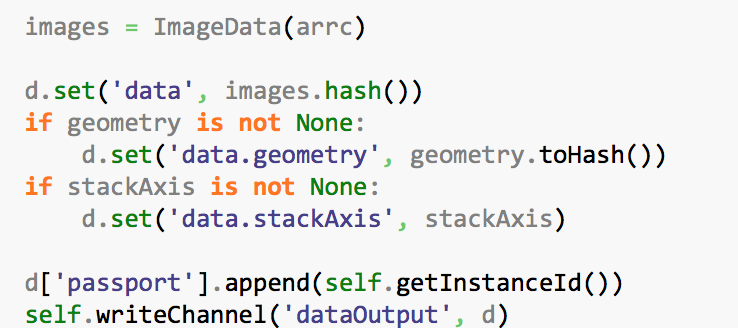 images = ImageData(arrc)

d.set('data', images.hash())
if geometry is not None:
    d.set('data.geometry', geometry.toHash())
if stackAxis is not None:
    d.set('data.stackAxis', stackAxis)

d['passport'].append(self.getInstanceId())
self.writeChannel('dataOutput', d)